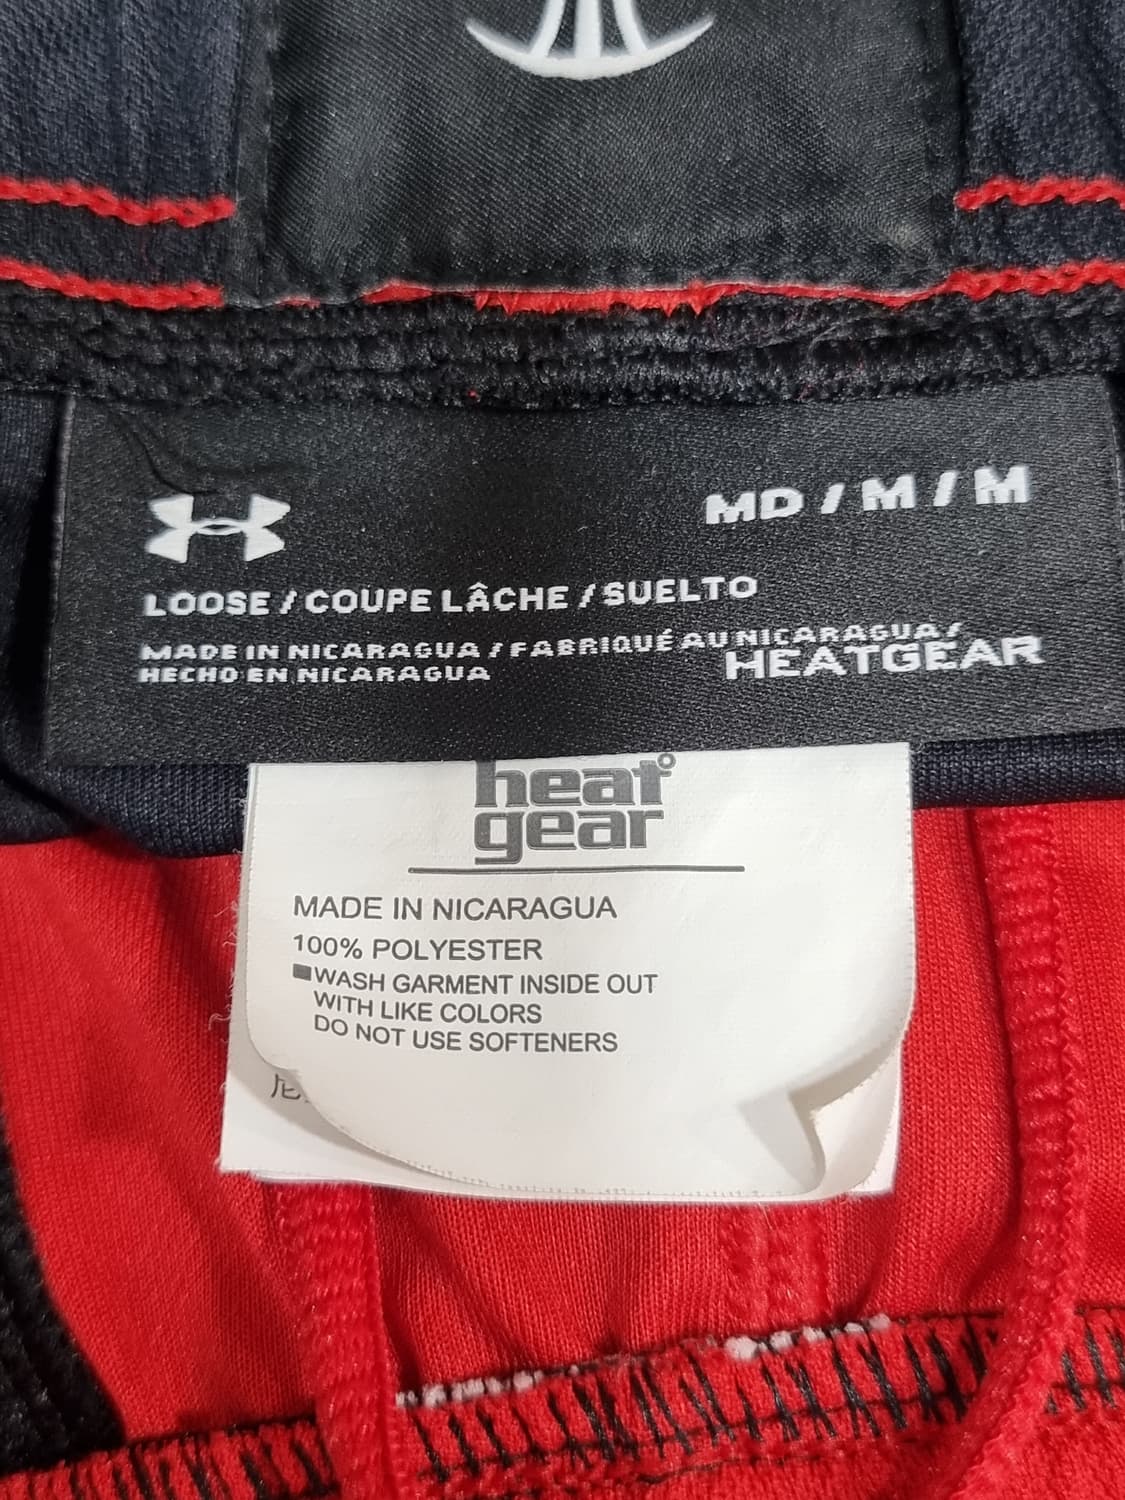 MD / M / M
LOOSE / COUPE LÂCHE / SUELTO
MADE IN NICARAGUA / FABRIQUÉ AU NICARAGUA /
HECHO EN NICARAGUA
HEATGEAR
heat°
gear
MADE IN NICARAGUA
100% POLYESTER
WASH GARMENT INSIDE OUT
WITH LIKE COLORS
DO NOT USE SOFTENERS
尼